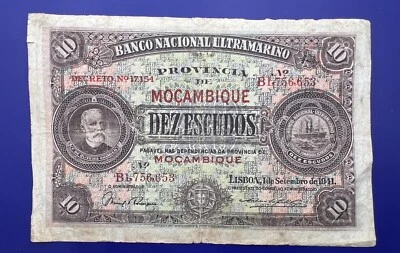 10 BANCO NACIONAL ULTRAMARINO 10
DECRETO Nº 17154
PROVINCIA
DE
MOÇAMBIQUE
Nº
B1,756,653
DEZ ESCUDOS
PAGAVEL NAS DEPENDENCIAS DA PROVINCIA DE
MOÇAMBIQUE
Nº
B1,756,653
LISBOA, 1 de Setembro de 1941.
O ADMINISTRADOR
10 10